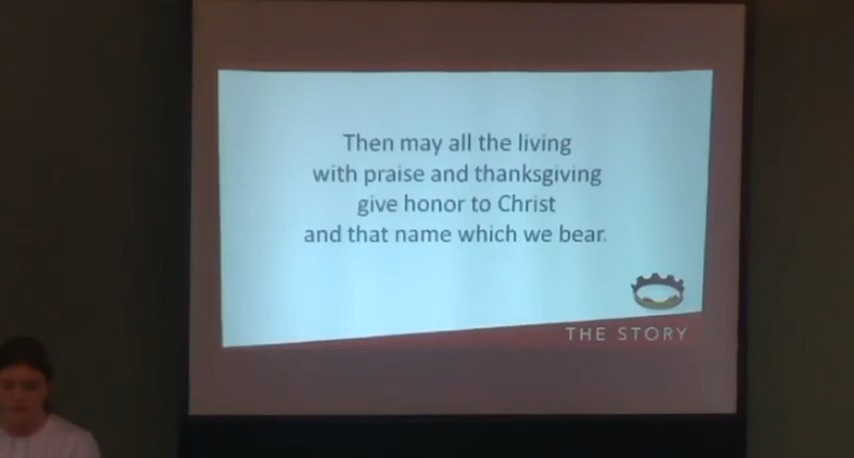 Then may all the living
with praise and thanksgiving
give honor to Christ
and that name which we bear.
THE STORY